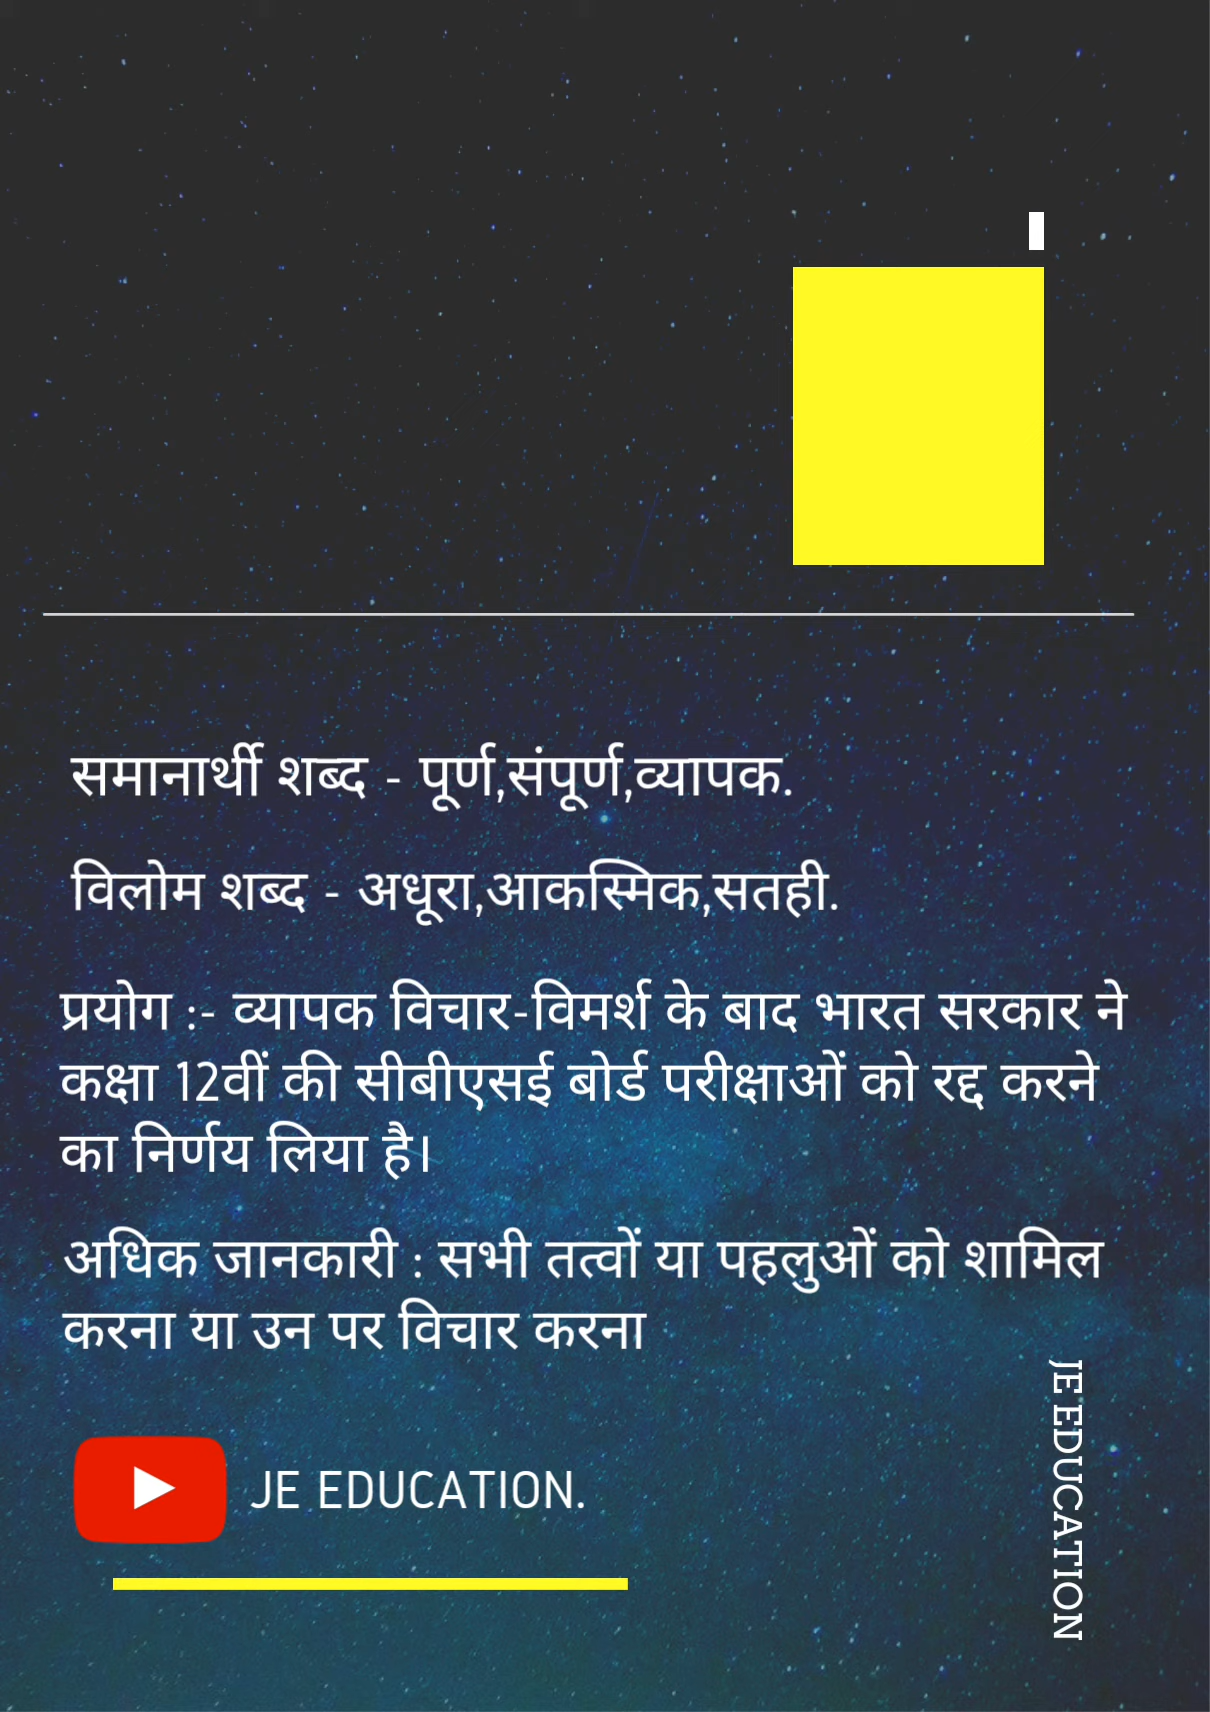 समानार्थी शब्द - पूर्ण,संपूर्ण,व्यापक.
विलोम शब्द - अधूरा,आकस्मिक,सतही.
प्रयोग :- व्यापक विचार-विमर्श के बाद भारत सरकार ने
कक्षा 12वीं की सीबीएसई बोर्ड परीक्षाओं को रद्द करने
का निर्णय लिया है।
अधिक जानकारी : सभी तत्वों या पहलुओं को शामिल
करना या उन पर विचार करना
JE EDUCATION.
JE EDUCATION